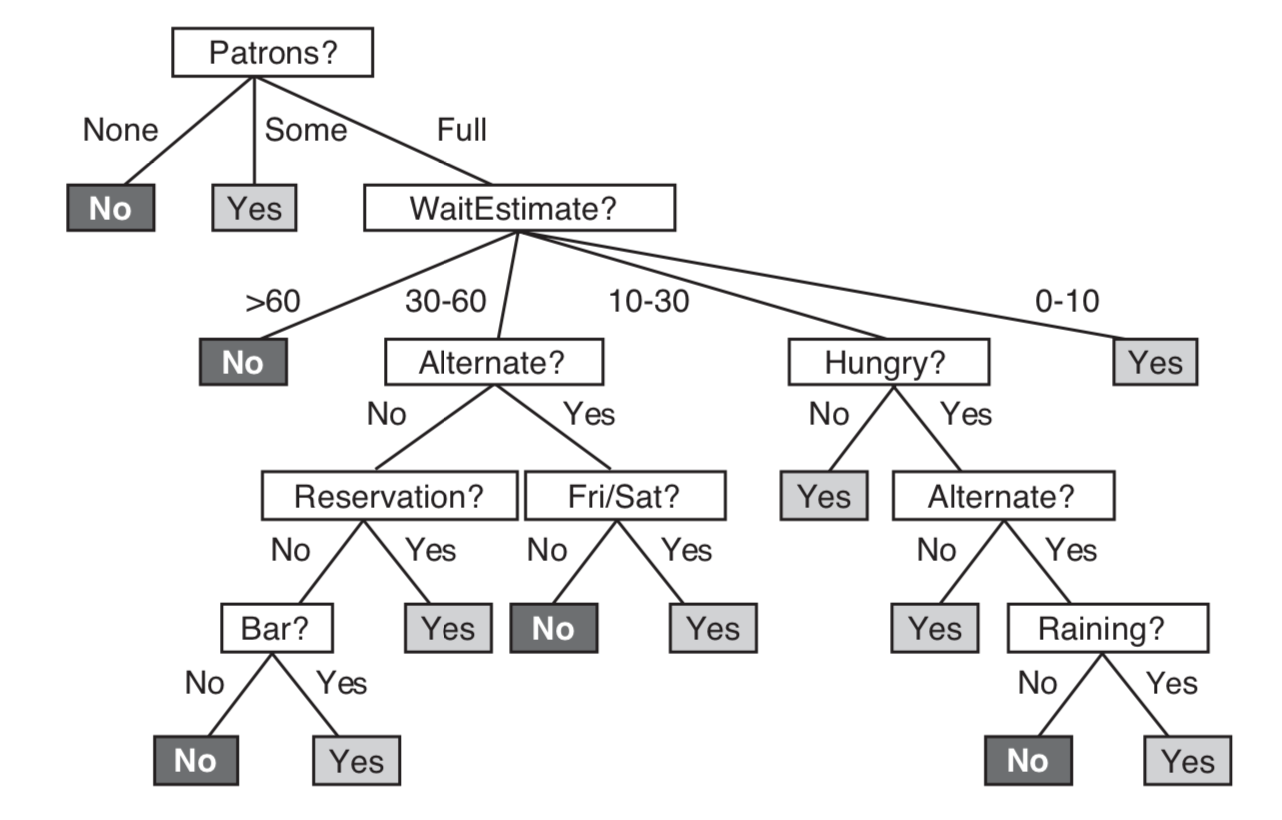 Patrons?
None Some Full
No Yes WaitEstimate?
>60 30-60 10-30 0-10
No Alternate? Hungry? Yes
No Yes No Yes
Reservation? Fri/Sat? Yes Alternate?
No Yes No Yes No Yes
Bar? Yes No Yes Yes Raining?
No Yes No Yes
No Yes No Yes